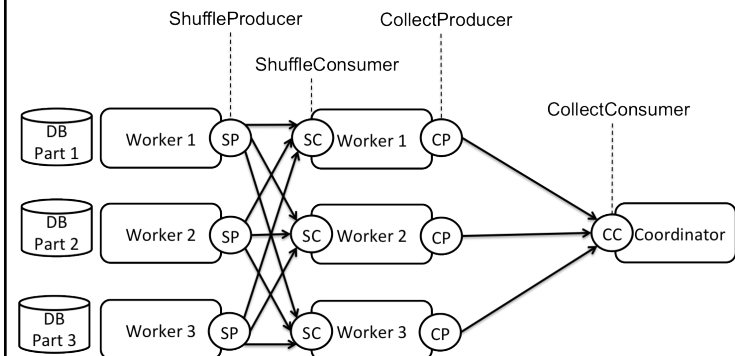 ShuffleProducer
CollectProducer
ShuffleConsumer
CollectConsumer
DB
Part 1
Worker 1
SP
SC
Worker 1
CP
DB
Part 2
Worker 2
SP
SC
Worker 2
CP
CC
Coordinator
DB
Part 3
Worker 3
SP
SC
Worker 3
CP